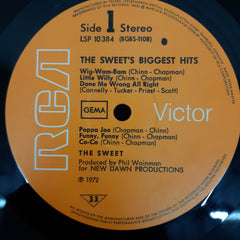 Side 1 Stereo
LSP 10384 (BGBS-1108)
THE SWEET'S BIGGEST HITS
Wig-Wam-Bam (Chinn - Chapman)
Little Willy (Chinn - Chapman)
Done Me Wrong All Right
(Connelly - Tucker - Priest - Scott)
RCA
GEMA
Victor
Poppa Joe (Chapman - Chinn)
Funny, Funny (Chinn - Chapman)
Co-Co (Chinn - Chapman)
THE SWEET
Produced by Phil Wainman
for NEW DAWN PRODUCTIONS
℗ 1972
33